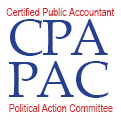 Certified Public Accountant
CPA
PAC
Political Action Committee